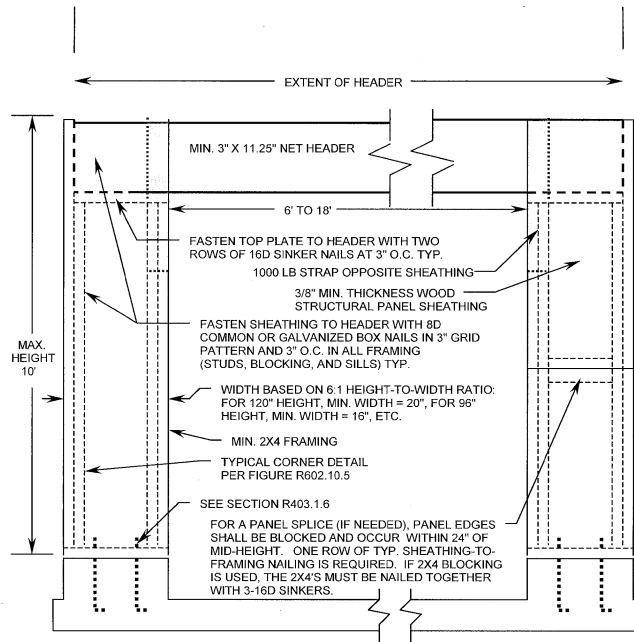 EXTENT OF HEADER
MIN. 3" X 11.25" NET HEADER
6' TO 18'
FASTEN TOP PLATE TO HEADER WITH TWO
ROWS OF 16D SINKER NAILS AT 3" O.C. TYP.
1000 LB STRAP OPPOSITE SHEATHING
3/8" MIN. THICKNESS WOOD
STRUCTURAL PANEL SHEATHING
FASTEN SHEATHING TO HEADER WITH 8D
COMMON OR GALVANIZED BOX NAILS IN 3" GRID
PATTERN AND 3" O.C. IN ALL FRAMING
(STUDS, BLOCKING, AND SILLS) TYP.
MAX.
HEIGHT
10'
WIDTH BASED ON 6:1 HEIGHT-TO-WIDTH RATIO:
FOR 120" HEIGHT, MIN. WIDTH = 20", FOR 96"
HEIGHT, MIN. WIDTH = 16", ETC.
MIN. 2X4 FRAMING
TYPICAL CORNER DETAIL
PER FIGURE R602.10.5
SEE SECTION R403.1.6
FOR A PANEL SPLICE (IF NEEDED), PANEL EDGES
SHALL BE BLOCKED AND OCCUR WITHIN 24" OF
MID-HEIGHT. ONE ROW OF TYP. SHEATHING-TO-
FRAMING NAILING IS REQUIRED. IF 2X4 BLOCKING
IS USED, THE 2X4'S MUST BE NAILED TOGETHER
WITH 3-16D SINKERS.